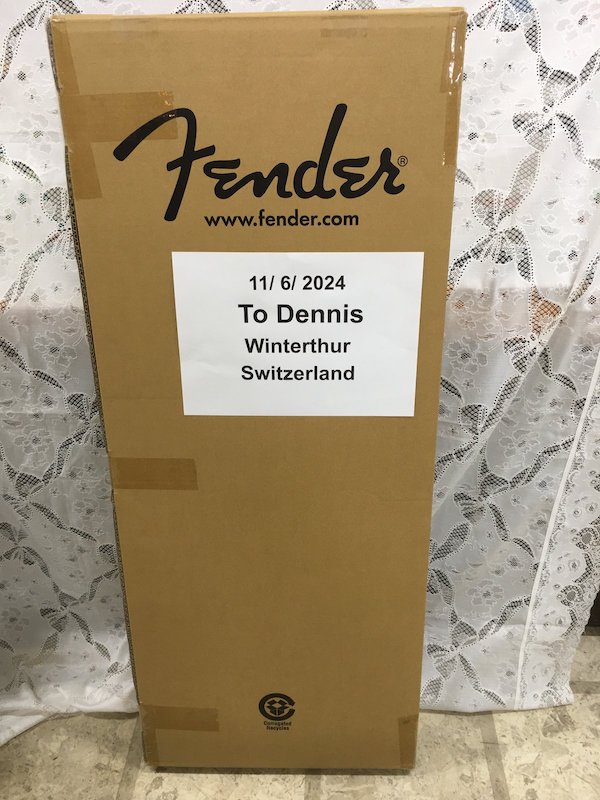 Fender®
www.fender.com
11/ 6/ 2024
To Dennis
Winterthur
Switzerland
Corrugated
Recycles